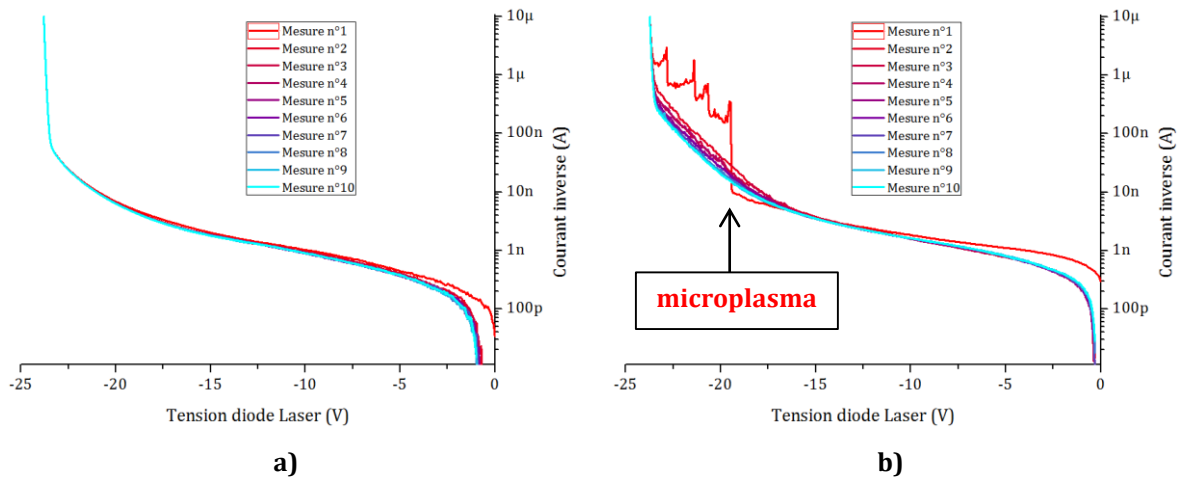 10µ
1µ
100n
10n
1n
100p
Courant inverse (A)
Mesure n°1
Mesure n°2
Mesure n°3
Mesure n°4
Mesure n°5
Mesure n°6
Mesure n°7
Mesure n°8
Mesure n°9
Mesure n°10
-25 -20 -15 -10 -5 0
Tension diode Laser (V)
a)
10µ
1µ
100n
10n
1n
100p
Courant inverse (A)
Mesure n°1
Mesure n°2
Mesure n°3
Mesure n°4
Mesure n°5
Mesure n°6
Mesure n°7
Mesure n°8
Mesure n°9
Mesure n°10
microplasma
-25 -20 -15 -10 -5 0
Tension diode Laser (V)
b)